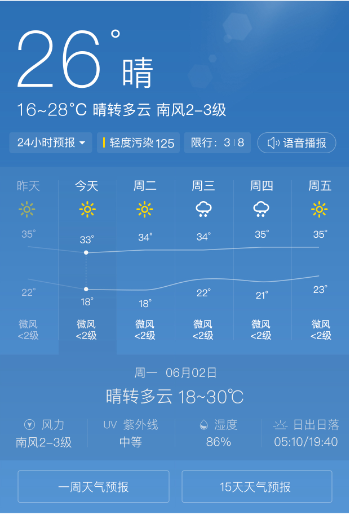 26°
晴
16~28℃ 晴转多云 南风2-3级
24小时预报 轻度污染 125 限行：3 8 语音播报
昨天 今天 周二 周三 周四 周五
35° 33° 34° 34° 35° 35°
22° 18° 18° 22° 21° 23°
微风 微风 微风 微风 微风 微风
<2级 <2级 <2级 <2级 <2级 <2级
周一 06月02日
晴转多云 18~30℃
风力 UV 紫外线 湿度 日出日落
南风2-3级 中等 86% 05:10/19:40
一周天气预报 15天天气预报